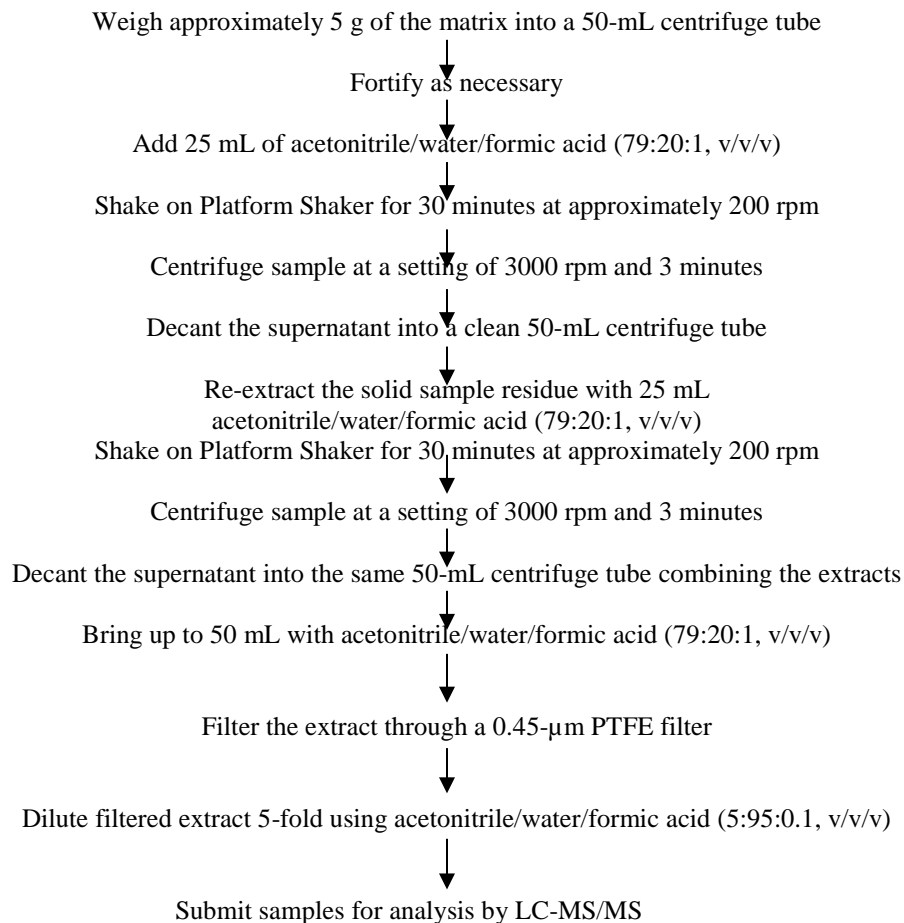 Weigh approximately 5 g of the matrix into a 50-mL centrifuge tube
Fortify as necessary
Add 25 mL of acetonitrile/water/formic acid (79:20:1, v/v/v)
Shake on Platform Shaker for 30 minutes at approximately 200 rpm
Centrifuge sample at a setting of 3000 rpm and 3 minutes
Decant the supernatant into a clean 50-mL centrifuge tube
Re-extract the solid sample residue with 25 mL
acetonitrile/water/formic acid (79:20:1, v/v/v)
Shake on Platform Shaker for 30 minutes at approximately 200 rpm
Centrifuge sample at a setting of 3000 rpm and 3 minutes
Decant the supernatant into the same 50-mL centrifuge tube combining the extracts
Bring up to 50 mL with acetonitrile/water/formic acid (79:20:1, v/v/v)
Filter the extract through a 0.45-µm PTFE filter
Dilute filtered extract 5-fold using acetonitrile/water/formic acid (5:95:0.1, v/v/v)
Submit samples for analysis by LC-MS/MS